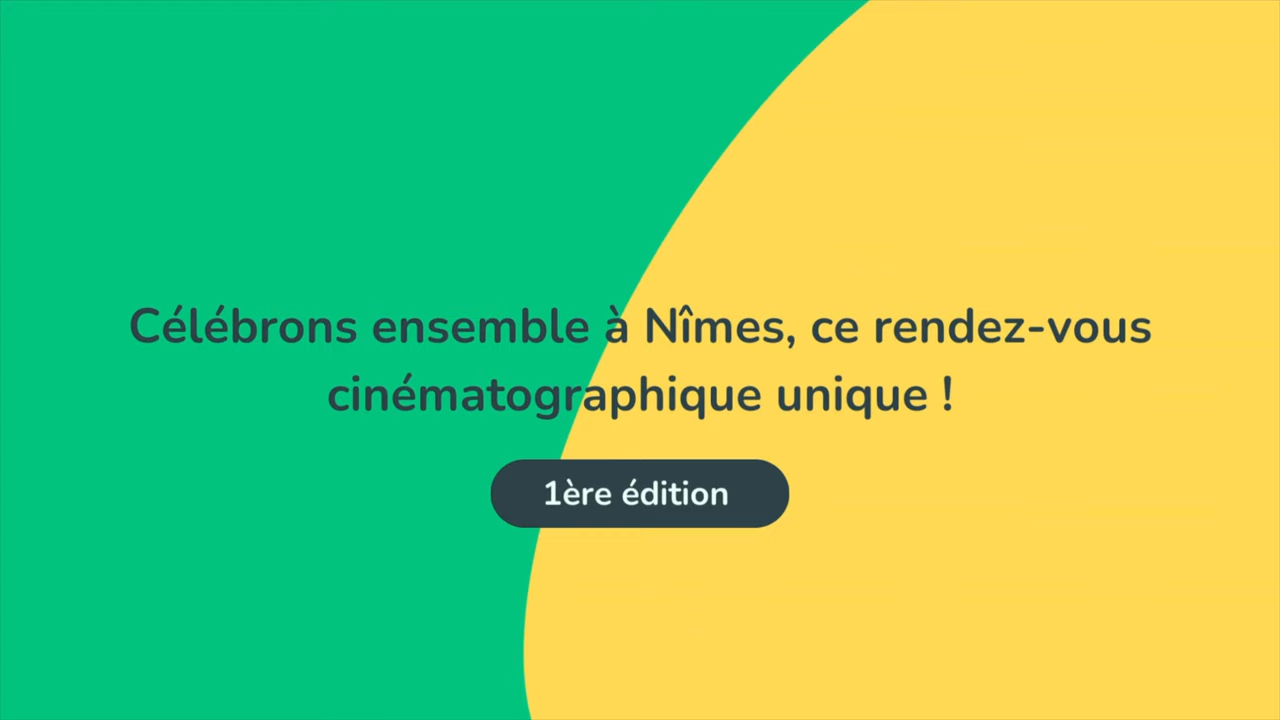 Célébrons ensemble à Nîmes, ce rendez-vous
cinématographique unique !
1ère édition